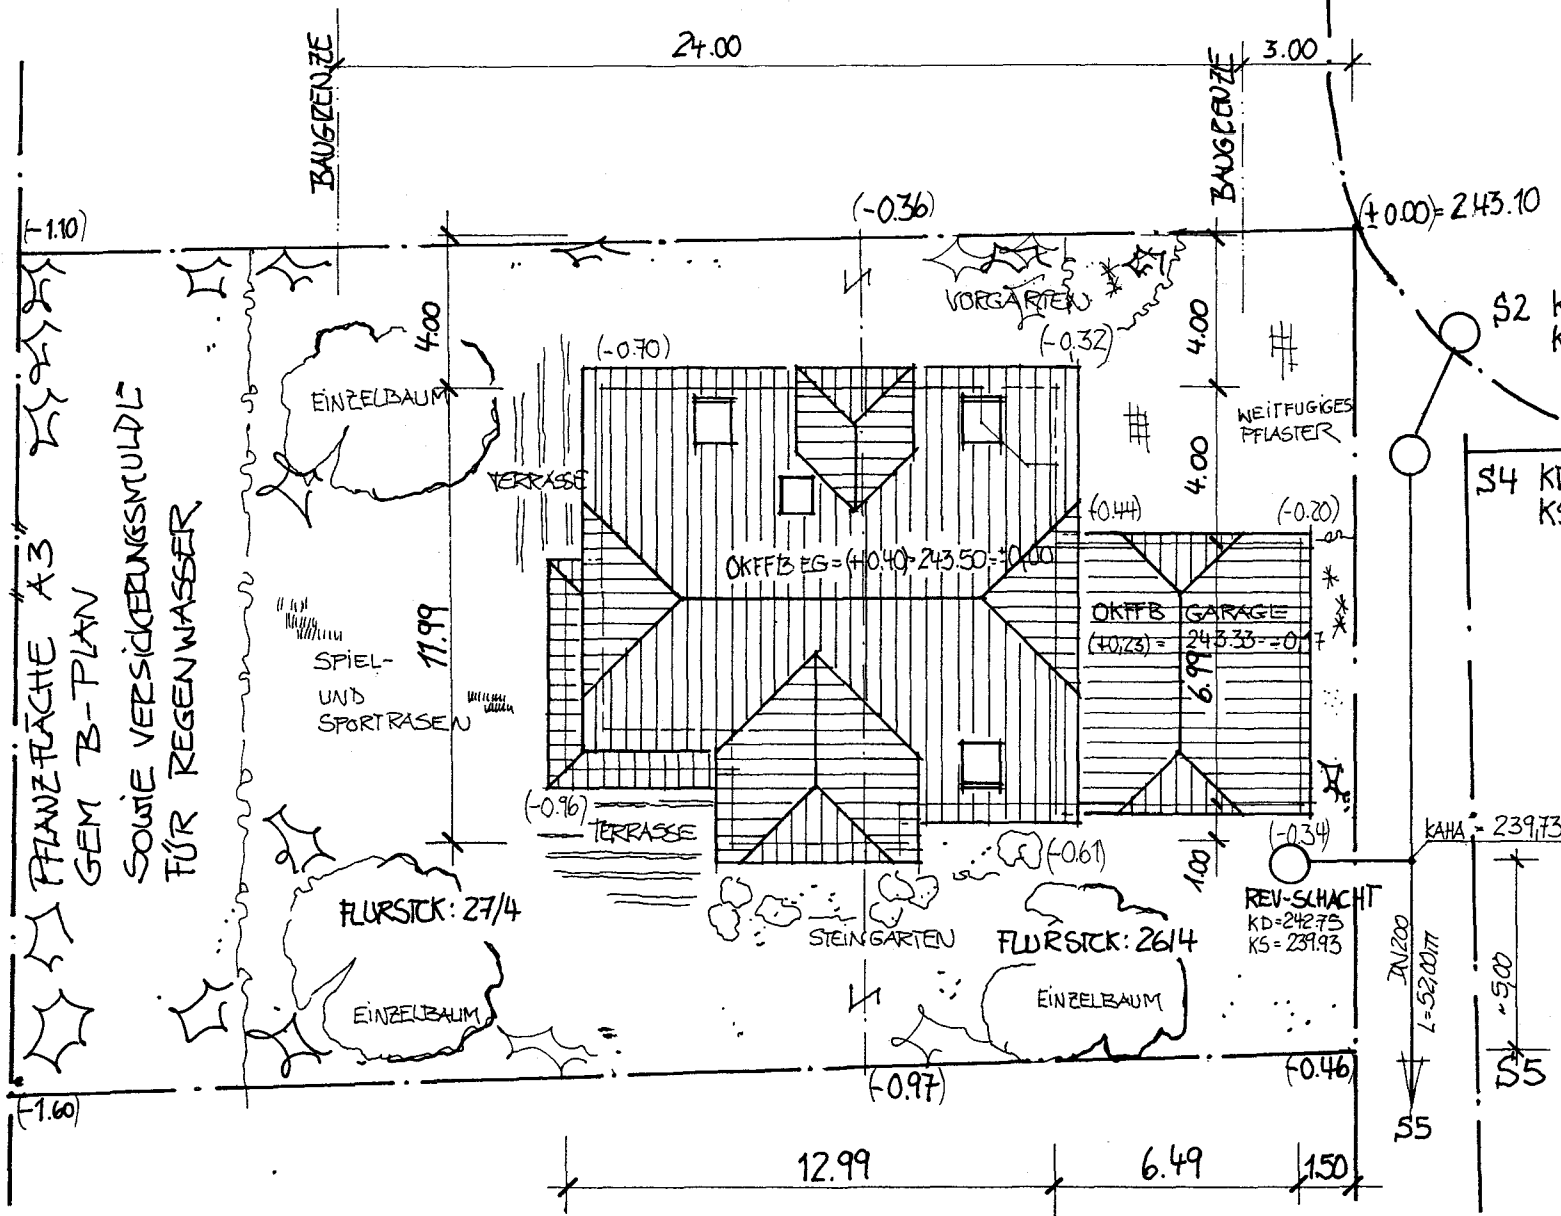 24.00
3.00
BAUGRENZE
BAUGRENZE
(-1.10)
(-0.36)
(±0.00)= 243.10
VORGARTEN
4.00
4.00
(-0.70)
(-0.32)
S2
EINZELBAUM
WEITFUGIGES
PFLASTER
TERRASSE
4.00
S4
(-0.44)
(-0.20)
OKFFB EG = (+0.40)= 243.50 = ±0,00
PFLANZFLÄCHE "A3"
GEM B-PLAN
SOWIE VERSICKERUNGSMULDE
FÜR REGENWASSER
11.99
SPIEL-
UND
SPORTRASEN
OKFFB GARAGE
(+0,23) = 243.33 = -0,17
6.99
(-0.96)
TERRASSE
(-0.34)
KAHA = 239,73
(-0.61)
1.00
REV-SCHACHT
KD=242.75
KS=239.93
FLURSTCK: 27/4
STEINGARTEN
FLURSTCK: 26/4
DN200
L=52,00m
~5,00
EINZELBAUM
EINZELBAUM
(-1.60)
(-0.97)
(-0.46)
S5
S5
12.99
6.49
1.50